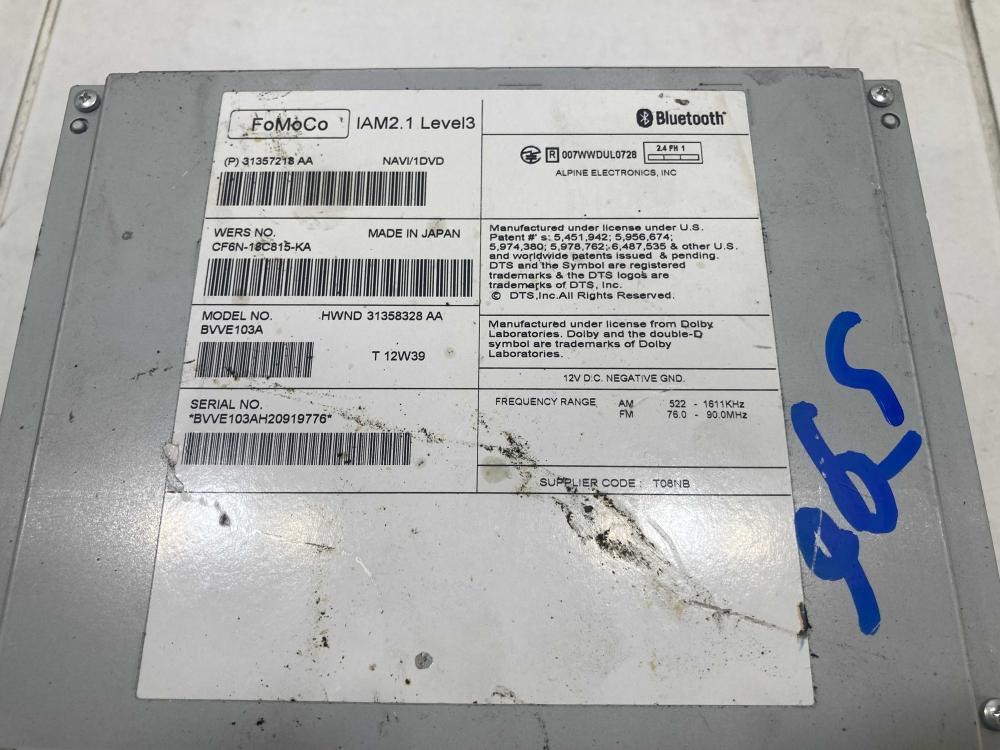 FoMoCo IAM2.1 Level3
(P) 31357218 AA NAVI/1DVD
WERS NO. MADE IN JAPAN
CF6N-18C815-KA
MODEL NO. HWND 31358328 AA
BVVE103A
T 12W39
SERIAL NO.
*BVVE103AH20919776*
Bluetooth®
R 007WWDUL0728 2.4 FH 1
ALPINE ELECTRONICS, INC
Manufactured under license under U.S.
Patent #' s: 5,451,942; 5,956,674;
5,974,380; 5,978,762; 6,487,535 & other U.S.
and worldwide patents issued & pending.
DTS and the Symbol are registered
trademarks & the DTS logos are
trademarks of DTS, Inc.
© DTS,Inc.All Rights Reserved.
Manufactured under license from Dolby
Laboratories. Dolby and the double-D
symbol are trademarks of Dolby
Laboratories.
12V D.C. NEGATIVE GND.
FREQUENCY RANGE AM 522 - 1611KHz
FM 76.0 - 90.0MHz
SUPPLIER CODE : T08NB